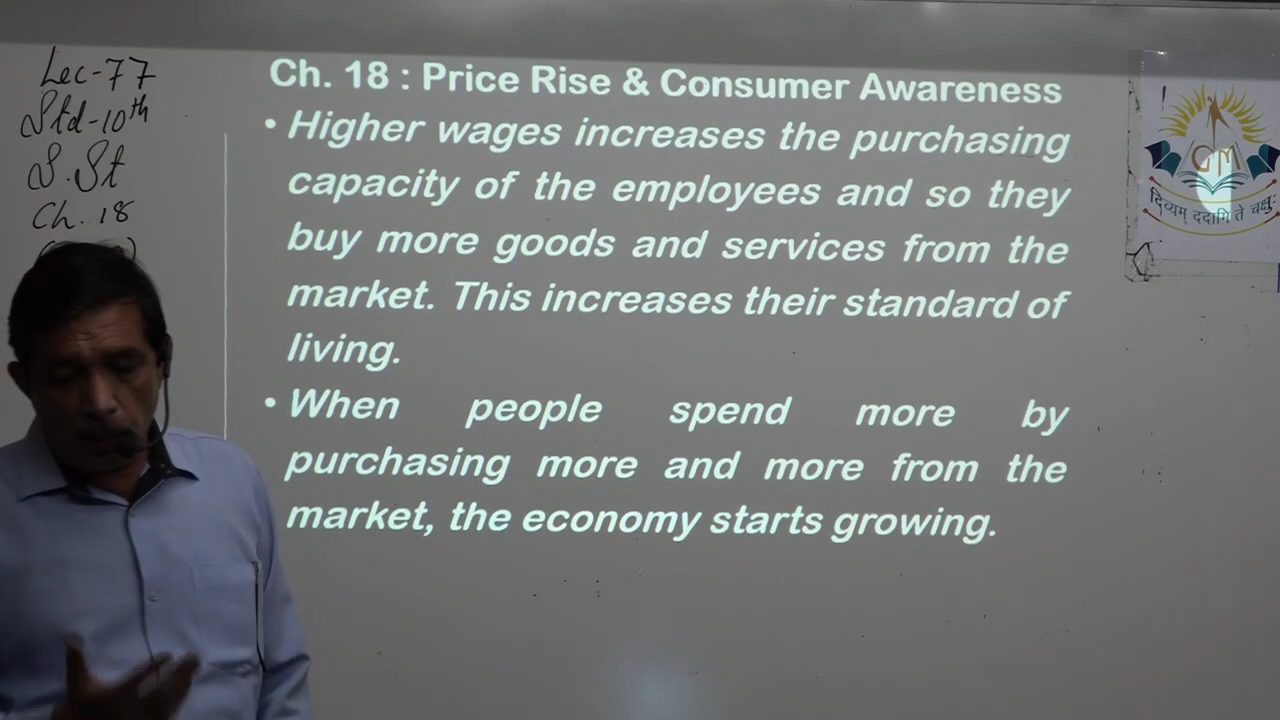 Lec-77
Std-10th
S.St
Ch. 18
Ch. 18 : Price Rise & Consumer Awareness
• Higher wages increases the purchasing
capacity of the employees and so they
buy more goods and services from the
market. This increases their standard of
living.
• When people spend more by
purchasing more and more from the
market, the economy starts growing.
GM
दिव्यम् ददामि ते चक्षुः